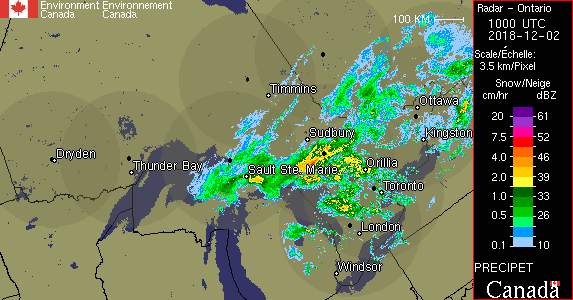 Environment Environnement
Canada Canada
100 KM
Timmins
Ottawa
Kingston
Sudbury
Dryden
Thunder Bay
Sault Ste. Marie
Orillia
Toronto
London
Windsor
Radar - Ontario
1000 UTC
2018-12-02
Scale/Échelle:
3.5 km/Pixel
Snow/Neige
cm/hr dBZ
20 61
7.5 52
4.0 46
2.0 39
1.0 33
0.5 26
0.1 10
PRECIPET
Canada